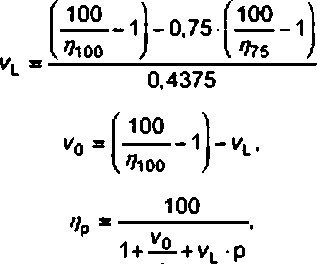 v_L = ((100/η_100 − 1) − 0,75 · (100/η_75 − 1)) / 0,4375
v_0 = (100/η_100 − 1) − v_L ,
η_p = 100 / (1 + v_0/ + v_L · p) ,